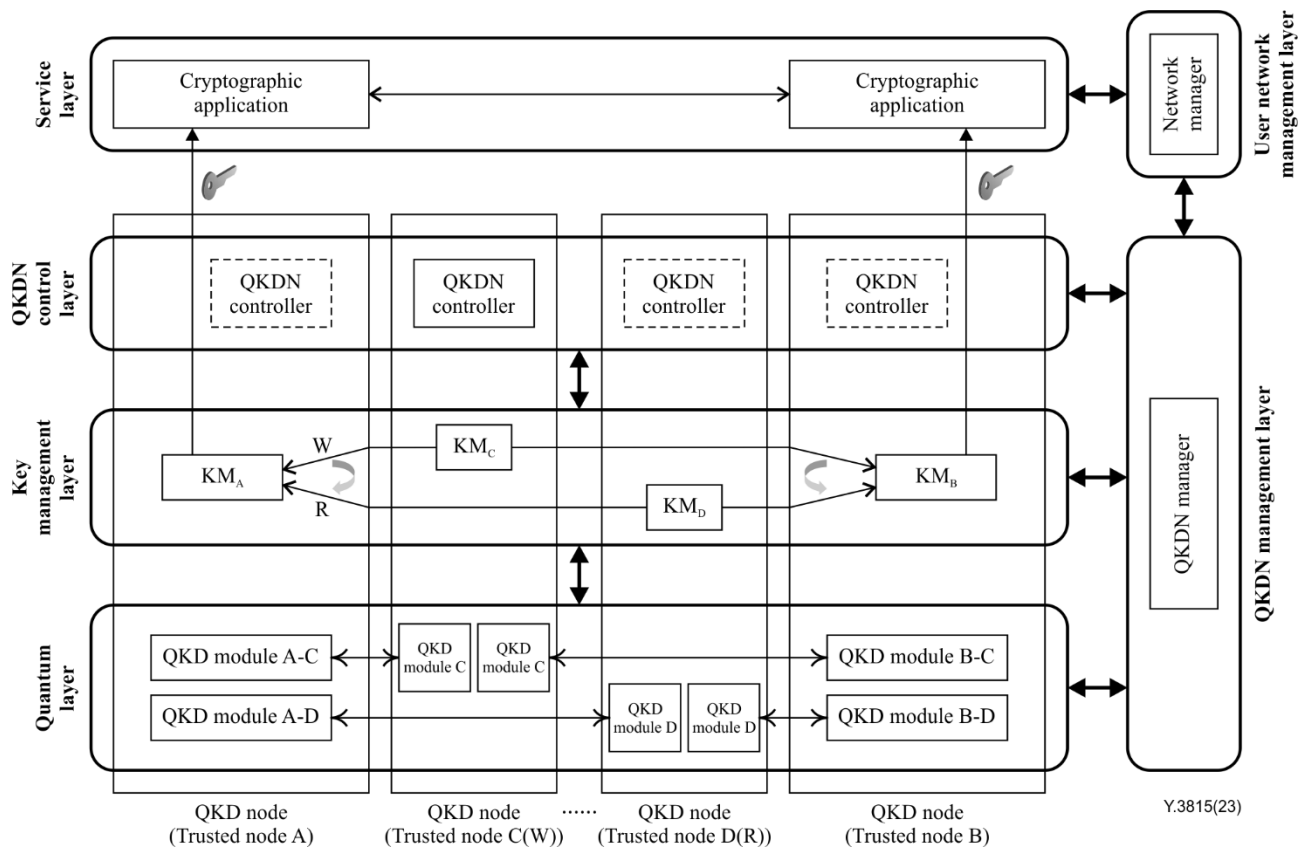 Service
layer
Cryptographic
application
Cryptographic
application
Network
manager
User network
management layer
QKDN
control
layer
QKDN
controller
QKDN
controller
QKDN
controller
QKDN
controller
Key
management
layer
W
R
KMA
KMC
KMD
KMB
QKDN manager
QKDN management layer
Quantum
layer
QKD module A-C
QKD
module C
QKD
module C
QKD module B-C
QKD module A-D
QKD
module D
QKD
module D
QKD module B-D
QKD node
(Trusted node A)
QKD node
(Trusted node C(W))
......
QKD node
(Trusted node D(R))
QKD node
(Trusted node B)
Y.3815(23)